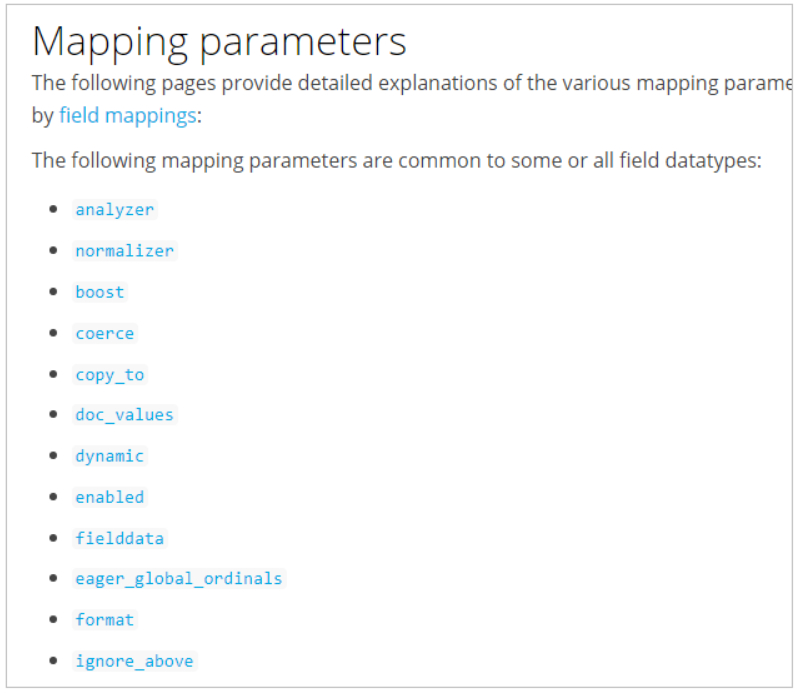 Mapping parameters
The following pages provide detailed explanations of the various mapping parame
by field mappings:
The following mapping parameters are common to some or all field datatypes:
• analyzer
• normalizer
• boost
• coerce
• copy_to
• doc_values
• dynamic
• enabled
• fielddata
• eager_global_ordinals
• format
• ignore_above